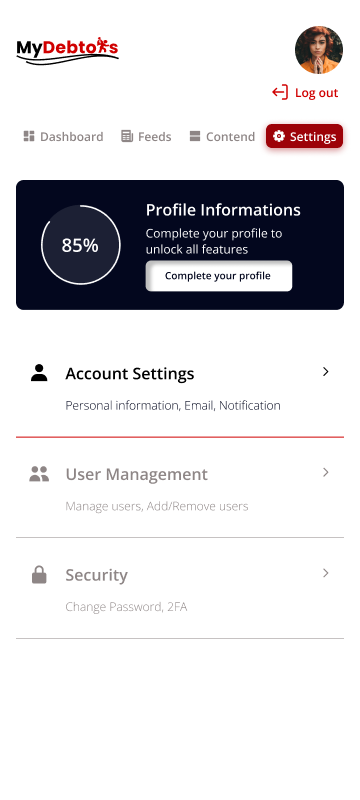 MyDebtors
Log out
Dashboard Feeds Contend Settings
85%
Profile Informations
Complete your profile to
unlock all features
Complete your profile
Account Settings
Personal information, Email, Notification
User Management
Manage users, Add/Remove users
Security
Change Password, 2FA